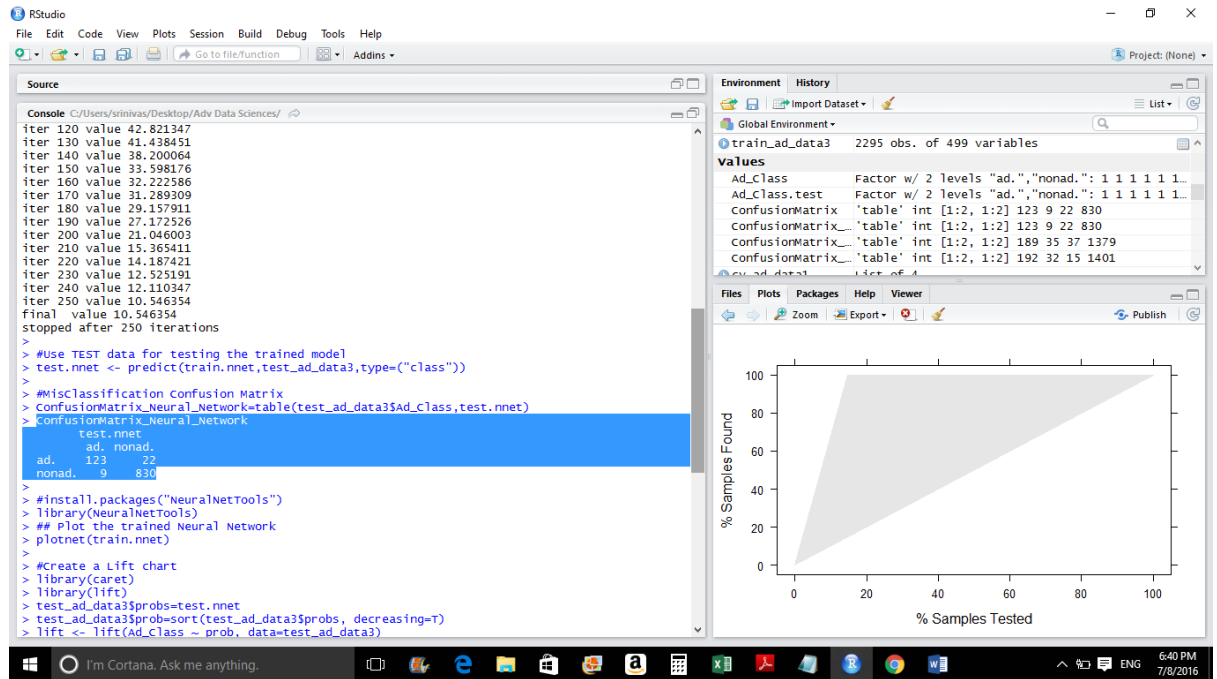 RStudio
File Edit Code View Plots Session Build Debug Tools Help
Go to file/function Addins Project: (None)
Source
Console C:/Users/srinivas/Desktop/Adv Data Sciences/
iter 120 value 42.821347
iter 130 value 41.438451
iter 140 value 38.200064
iter 150 value 33.598176
iter 160 value 32.222586
iter 170 value 31.289309
iter 180 value 29.157911
iter 190 value 27.172526
iter 200 value 21.046003
iter 210 value 15.365411
iter 220 value 14.187421
iter 230 value 12.525191
iter 240 value 12.110347
iter 250 value 10.546354
final  value 10.546354
stopped after 250 iterations
>
> #Use TEST data for testing the trained model
> test.nnet <- predict(train.nnet,test_ad_data3,type=("class"))
>
> #MisClassification Confusion Matrix
> ConfusionMatrix_Neural_Network=table(test_ad_data3$Ad_Class,test.nnet)
> ConfusionMatrix_Neural_Network
test.nnet
ad. nonad.
ad. 123 22
nonad. 9 830
>
> #install.packages("NeuralNetTools")
> library(NeuralNetTools)
> ## Plot the trained Neural Network
> plotnet(train.nnet)
>
> #Create a Lift chart
> library(caret)
> library(lift)
> test_ad_data3$probs=test.nnet
> test_ad_data3$prob=sort(test_ad_data3$probs, decreasing=T)
> lift <- lift(Ad_Class ~ prob, data=test_ad_data3)
Environment History
Import Dataset List
Global Environment
train_ad_data3 2295 obs. of 499 variables
Values
Ad_Class Factor w/ 2 levels "ad.","nonad.": 1 1 1 1 1 1…
Ad_Class.test Factor w/ 2 levels "ad.","nonad.": 1 1 1 1 1 1…
ConfusionMatrix 'table' int [1:2, 1:2] 123 9 22 830
ConfusionMatrix_… 'table' int [1:2, 1:2] 123 9 22 830
ConfusionMatrix_… 'table' int [1:2, 1:2] 189 35 37 1379
ConfusionMatrix_… 'table' int [1:2, 1:2] 192 32 15 1401
cv_ad_data1 List of 4
Files Plots Packages Help Viewer
Zoom Export Publish
100
80
60
40
20
0
% Samples Found
0 20 40 60 80 100
% Samples Tested
I'm Cortana. Ask me anything.
ENG
6:40 PM
7/8/2016